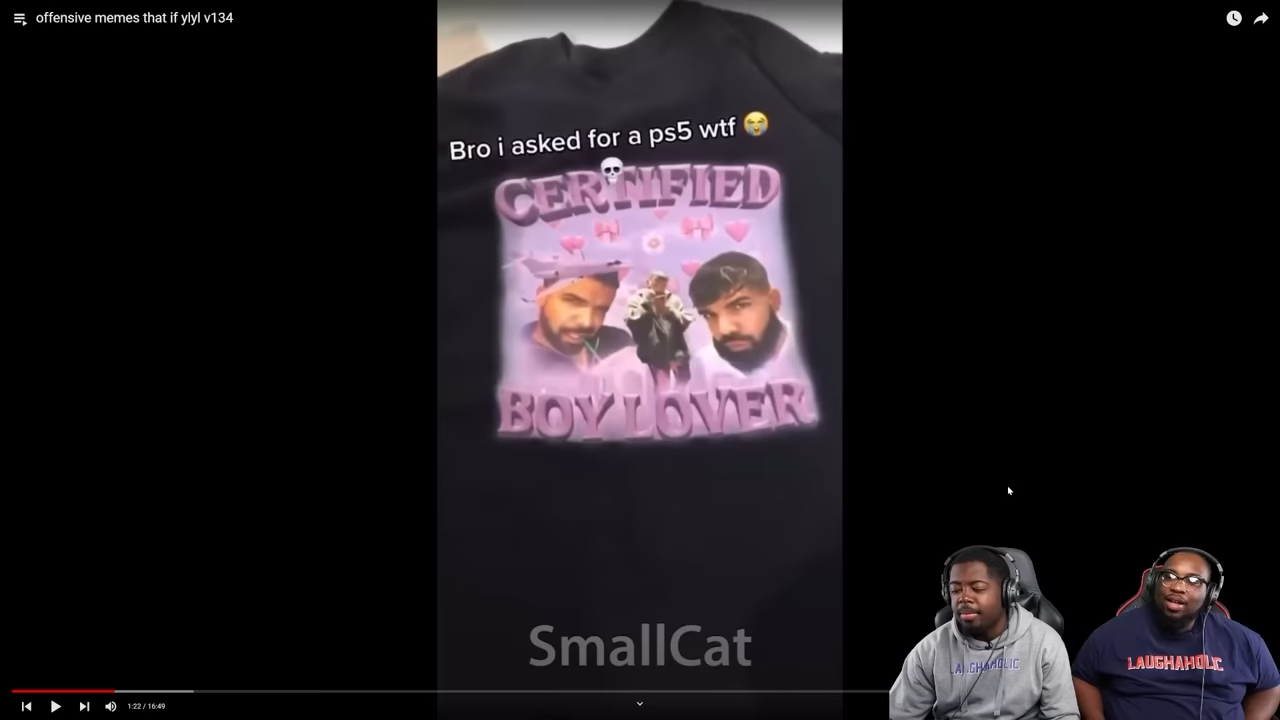 offensive memes that if ylyl v134
Bro i asked for a ps5 wtf 😭
💀
CERTIFIED
BOY LOVER
SmallCat
LAUGHAHOLIC
LAUGHAHOLIC
1:22 / 16:49